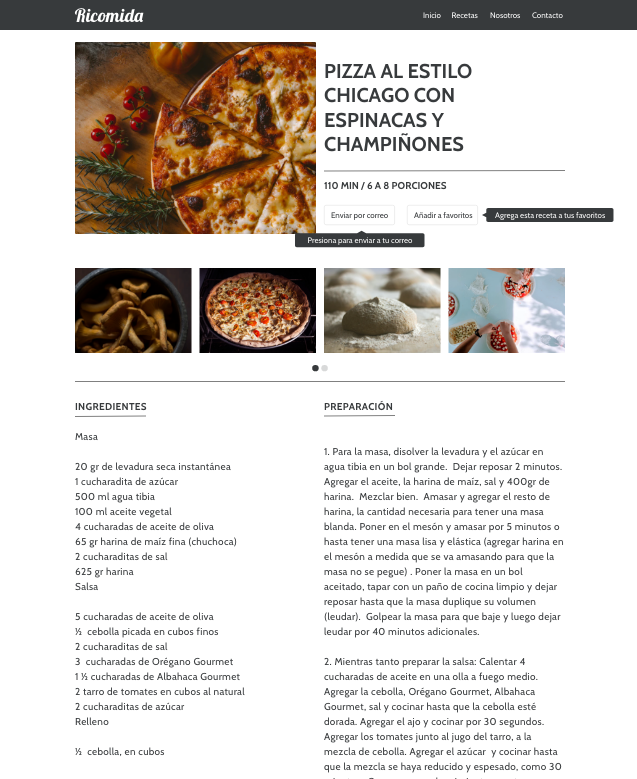 Ricomida
Inicio Recetas Nosotros Contacto
PIZZA AL ESTILO
CHICAGO CON
ESPINACAS Y
CHAMPIÑONES
110 MIN / 6 A 8 PORCIONES
Enviar por correo
Añadir a favoritos
Agrega esta receta a tus favoritos
Presiona para enviar a tu correo
INGREDIENTES
Masa
20 gr de levadura seca instantánea
1 cucharadita de azúcar
500 ml agua tibia
100 ml aceite vegetal
4 cucharadas de aceite de oliva
65 gr harina de maíz fina (chuchoca)
2 cucharaditas de sal
625 gr harina
Salsa
5 cucharadas de aceite de oliva
½  cebolla picada en cubos finos
2 cucharaditas de sal
3  cucharadas de Orégano Gourmet
1 ½ cucharadas de Albahaca Gourmet
2 tarro de tomates en cubos al natural
2 cucharaditas de azúcar
Relleno
½  cebolla, en cubos
PREPARACIÓN
1. Para la masa, disolver la levadura y el azúcar en
agua tibia en un bol grande.  Dejar reposar 2 minutos.
Agregar el aceite, la harina de maíz, sal y 400gr de
harina.  Mezclar bien.  Amasar y agregar el resto de
harina, la cantidad necesaria para tener una masa
blanda. Poner en el mesón y amasar por 5 minutos o
hasta tener una masa lisa y elástica (agregar harina en
el mesón a medida que se va amasando para que la
masa no se pegue) . Poner la masa en un bol
aceitado, tapar con un paño de cocina limpio y dejar
reposar hasta que la masa duplique su volumen
(leudar).  Golpear la masa para que baje y luego dejar
leudar por 40 minutos adicionales.
2. Mientras tanto preparar la salsa: Calentar 4
cucharadas de aceite en una olla a fuego medio.
Agregar la cebolla, Orégano Gourmet, Albahaca
Gourmet, sal y cocinar hasta que la cebolla esté
dorada. Agregar el ajo y cocinar por 30 segundos.
Agregar los tomates junto al jugo del tarro, a la
mezcla de cebolla. Agregar el azúcar  y cocinar hasta
que la mezcla se haya reducido y espesado, como 30